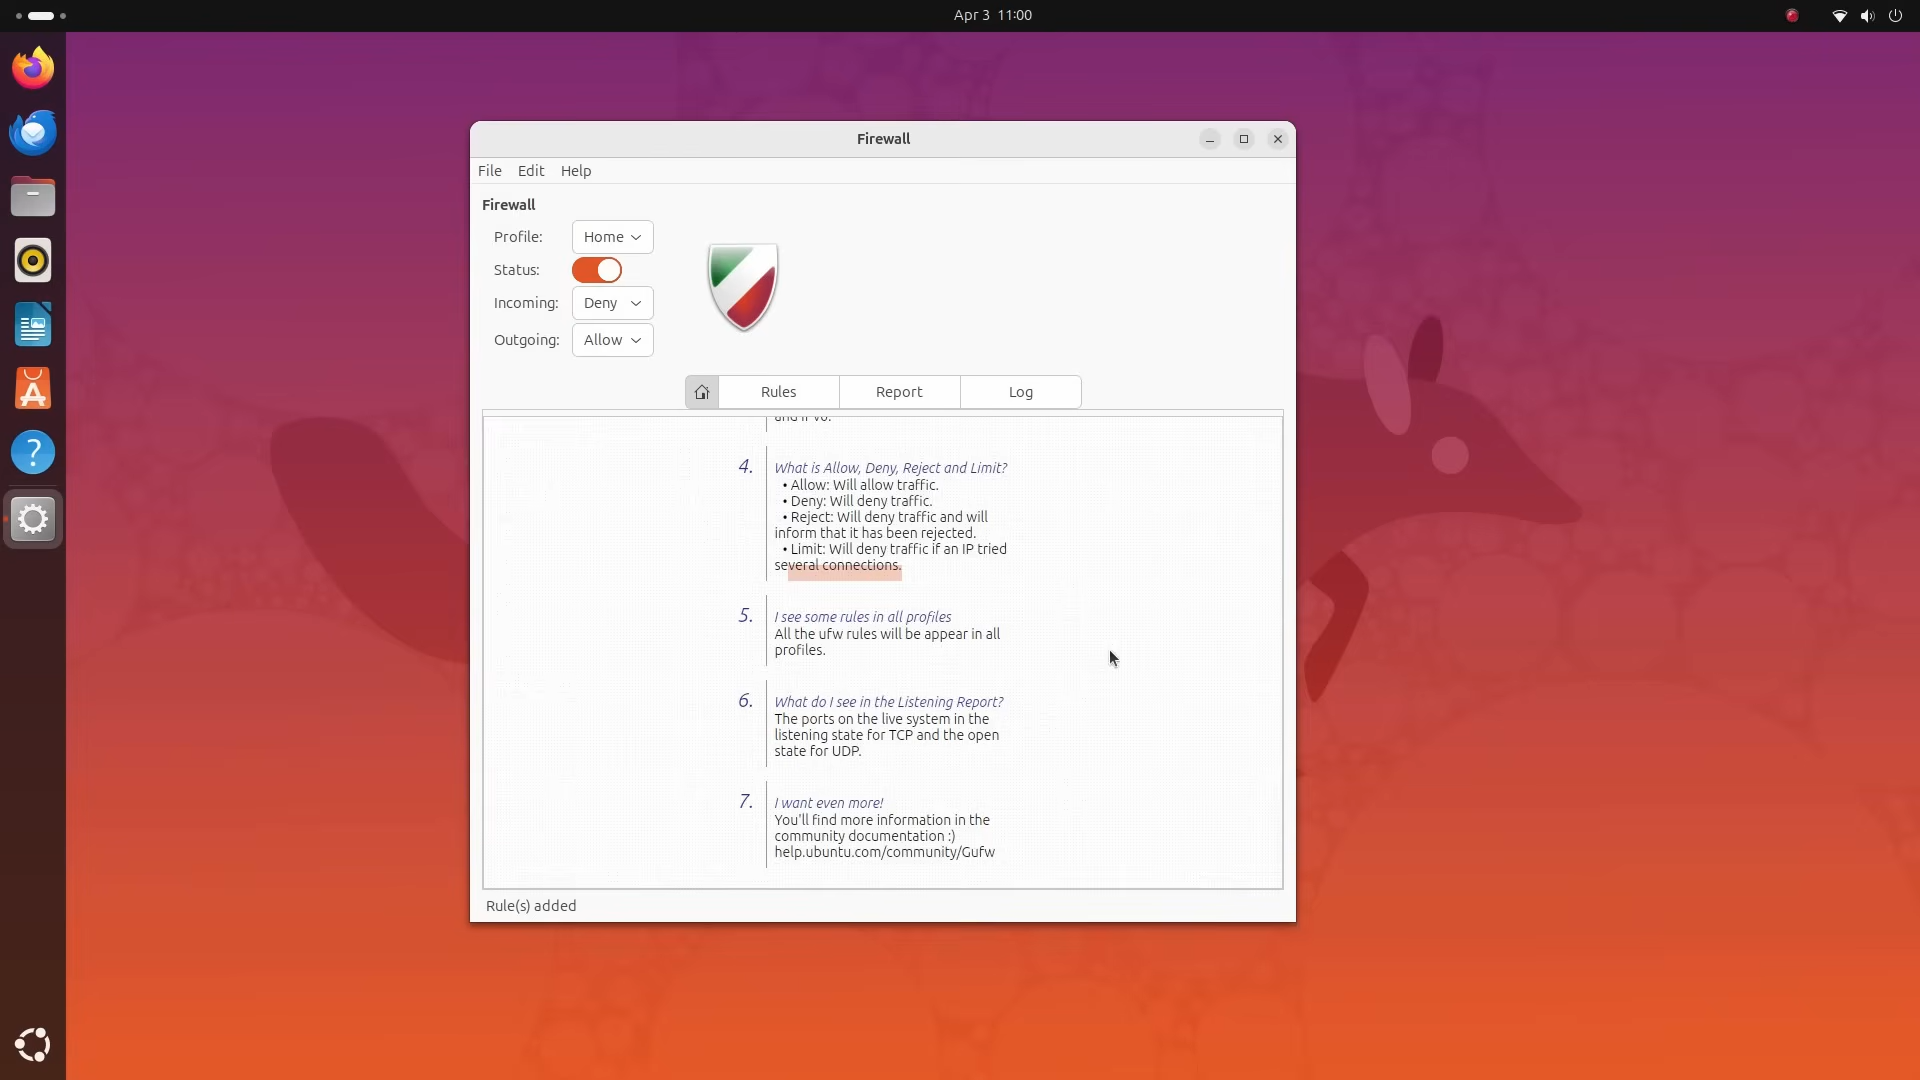 Apr 3 11:00
Firewall
File Edit Help
Firewall
Profile: Home
Status:
Incoming: Deny
Outgoing: Allow
Rules Report Log
and IPv6.
4. What is Allow, Deny, Reject and Limit?
• Allow: Will allow traffic.
• Deny: Will deny traffic.
• Reject: Will deny traffic and will
inform that it has been rejected.
• Limit: Will deny traffic if an IP tried
several connections.
5. I see some rules in all profiles
All the ufw rules will be appear in all
profiles.
6. What do I see in the Listening Report?
The ports on the live system in the
listening state for TCP and the open
state for UDP.
7. I want even more!
You'll find more information in the
community documentation :)
help.ubuntu.com/community/Gufw
Rule(s) added